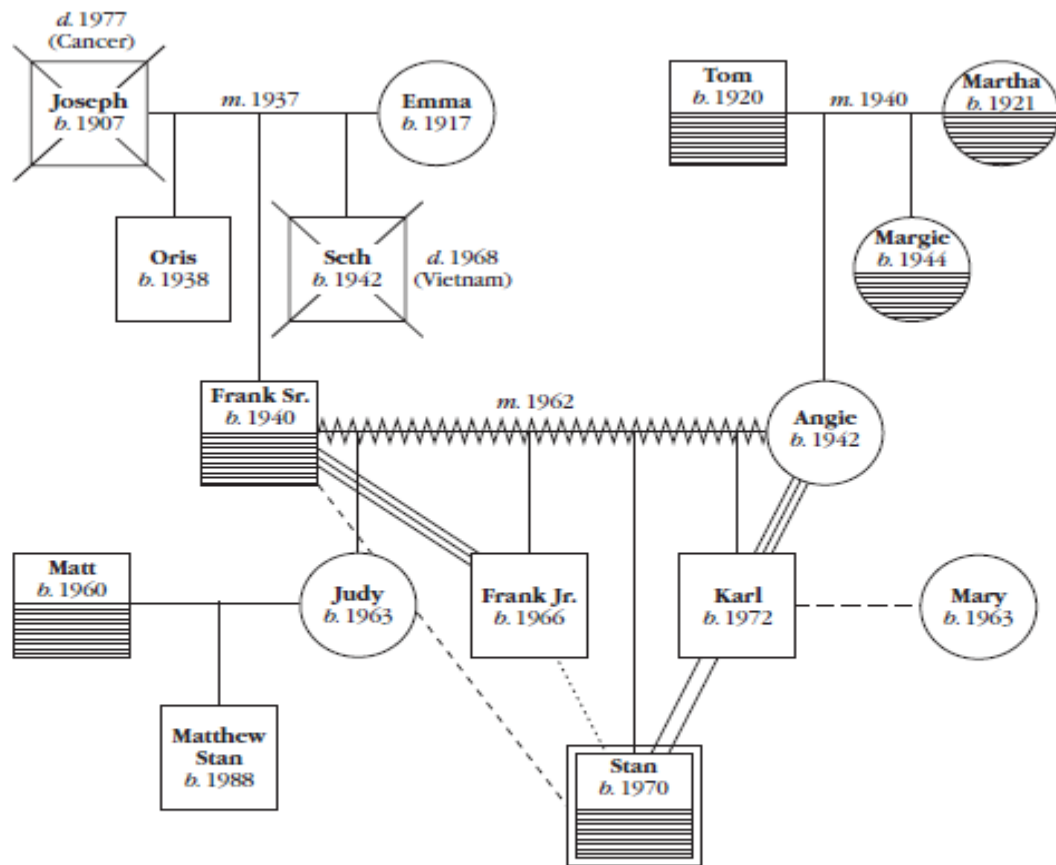 d. 1977
(Cancer)
Joseph
b. 1907
m. 1937
Emma
b. 1917
Tom
b. 1920
m. 1940
Martha
b. 1921
Oris
b. 1938
Seth
b. 1942
d. 1968
(Vietnam)
Margie
b. 1944
Frank Sr.
b. 1940
m. 1962
Angie
b. 1942
Matt
b. 1960
Judy
b. 1963
Frank Jr.
b. 1966
Karl
b. 1972
Mary
b. 1963
Matthew
Stan
b. 1988
Stan
b. 1970